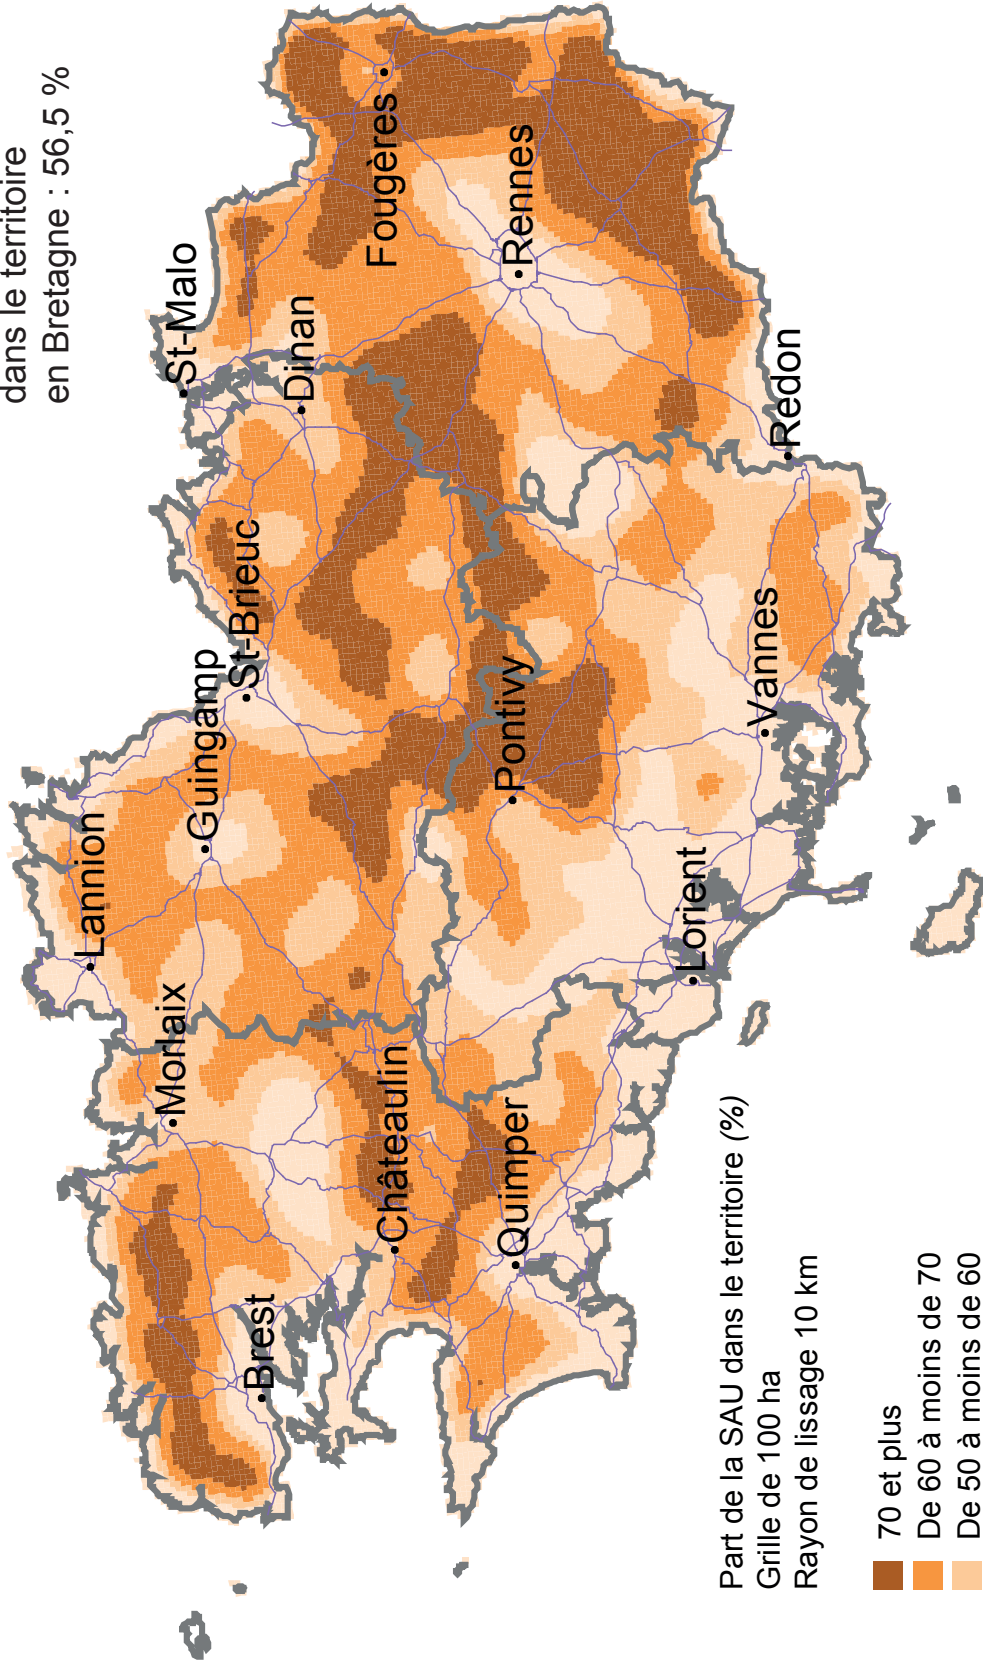 dans le territoire
en Bretagne : 56,5 %
St-Malo
Lannion
Guingamp
St-Brieuc
Dinan
Fougères
Morlaix
Brest
Châteaulin
Pontivy
Rennes
Quimper
Lorient
Vannes
Redon
Part de la SAU dans le territoire (%)
Grille de 100 ha
Rayon de lissage 10 km
70 et plus
De 60 à moins de 70
De 50 à moins de 60